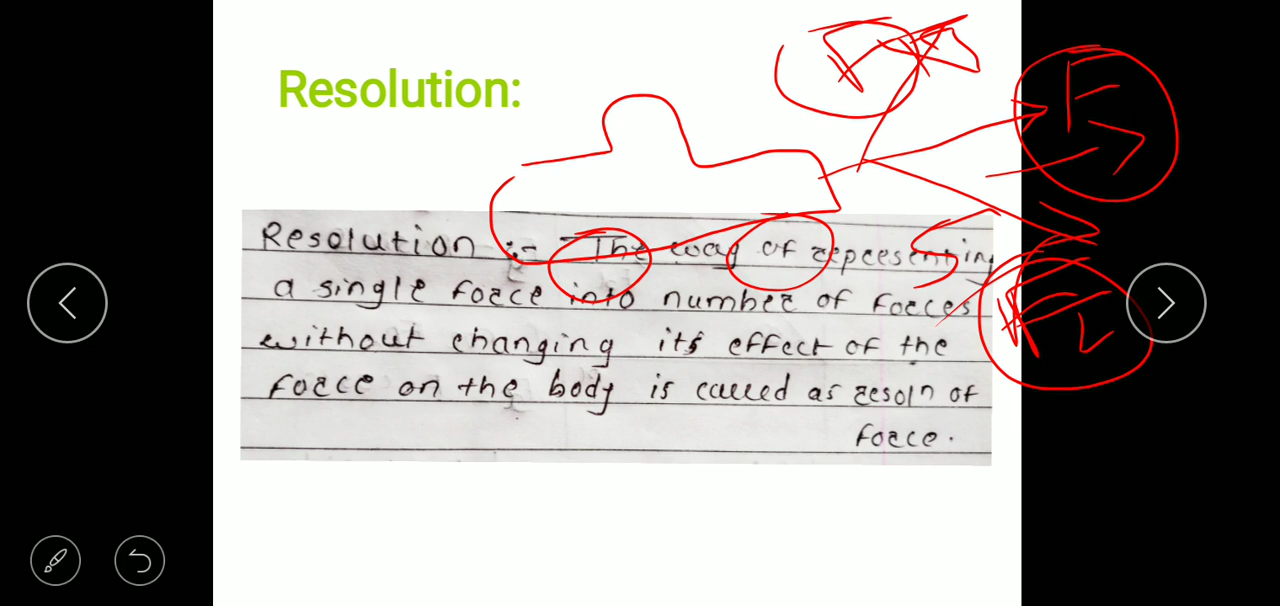 Resolution:
Resolution :- The way of representing
a single force into number of forces
without changing its effect of the
force on the body is called as resoln of
force.